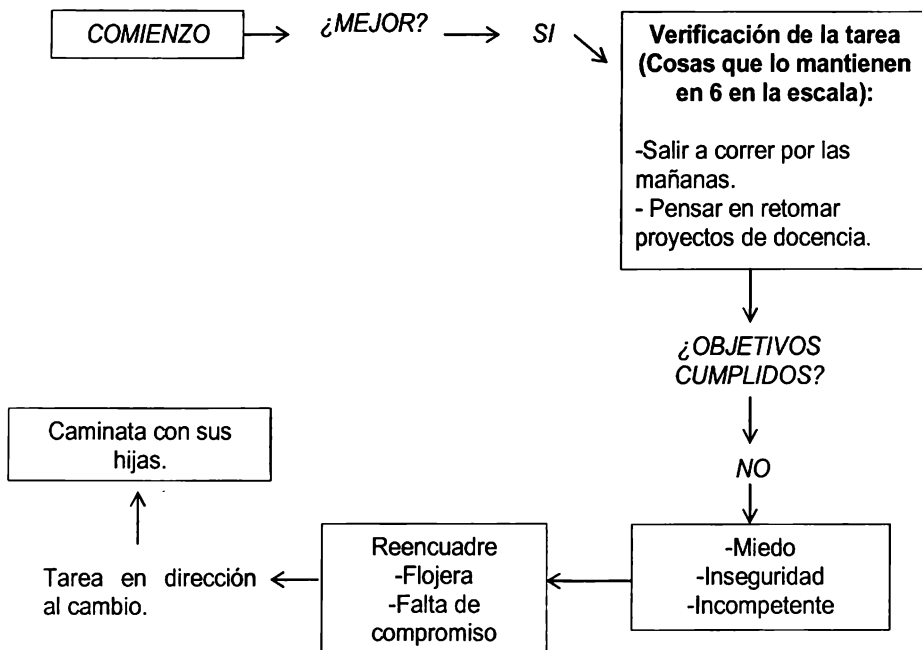 COMIENZO
¿MEJOR?
SI
Verificación de la tarea
(Cosas que lo mantienen
en 6 en la escala):
-Salir a correr por las
mañanas.
- Pensar en retomar
proyectos de docencia.
¿OBJETIVOS
CUMPLIDOS?
NO
-Miedo
-Inseguridad
-Incompetente
Reencuadre
-Flojera
-Falta de
compromiso
Tarea en dirección
al cambio.
Caminata con sus
hijas.